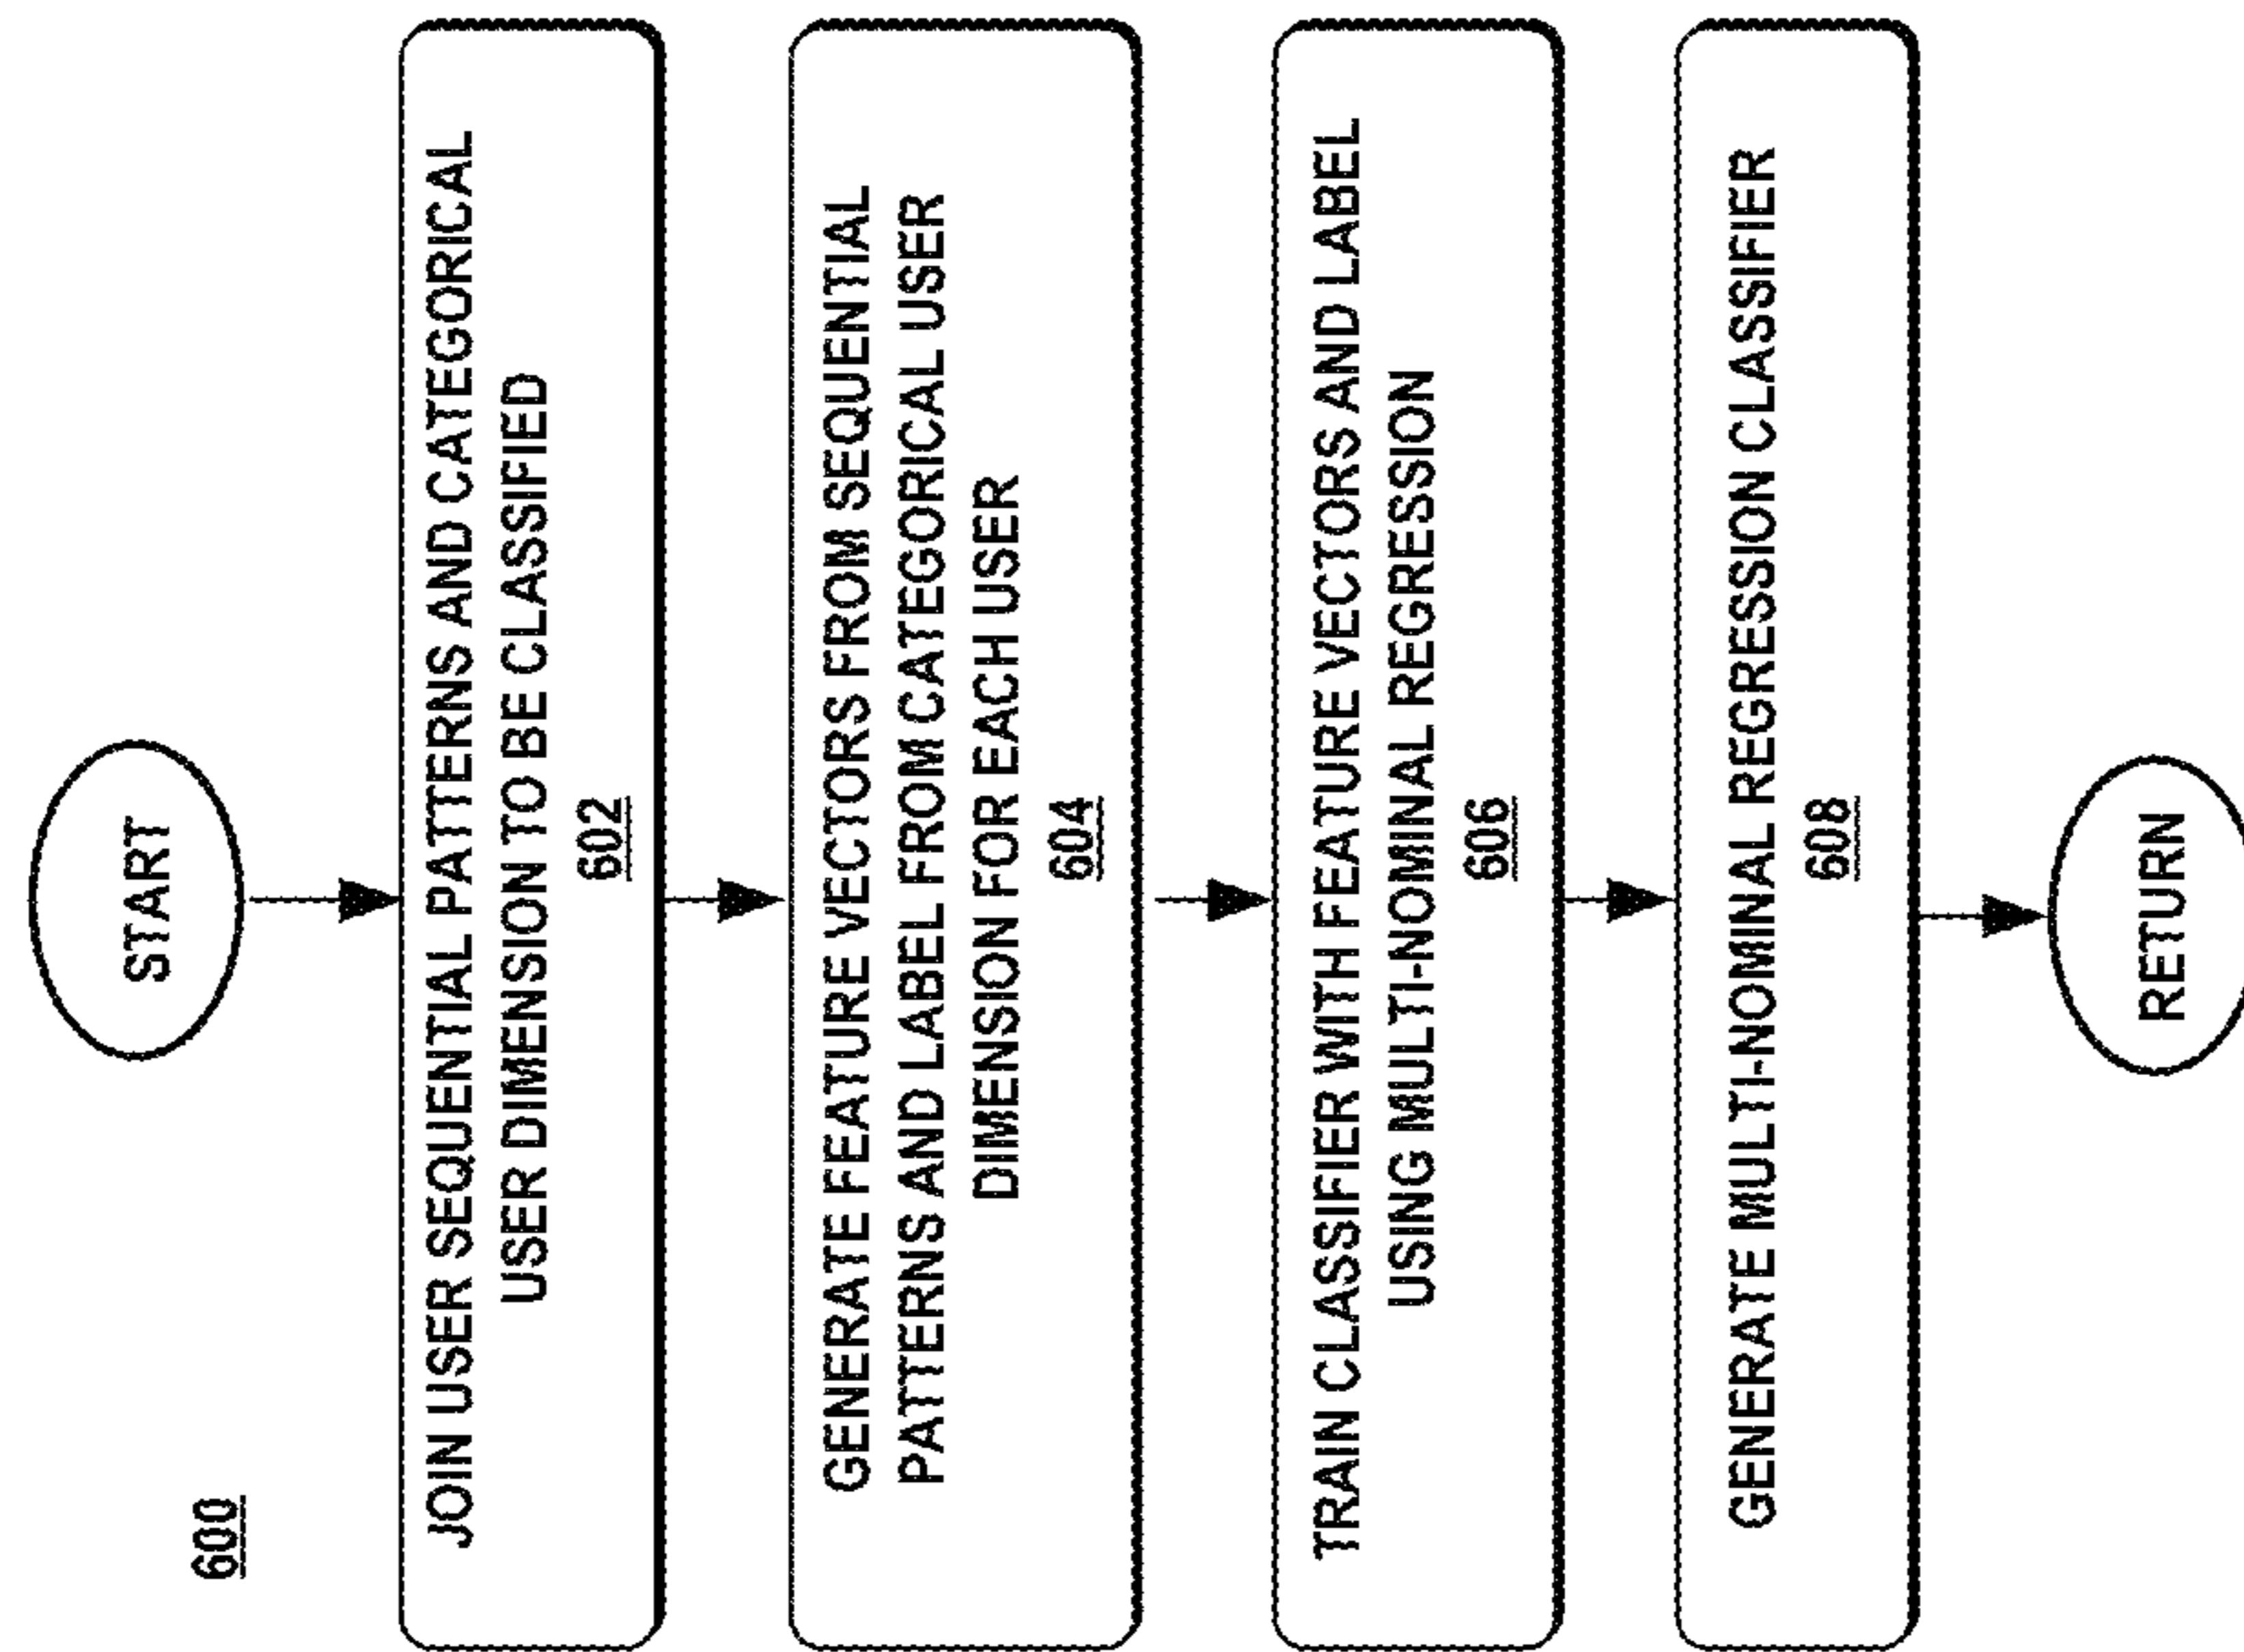 600
START
JOIN USER SEQUENTIAL PATTERNS AND CATEGORICAL
USER DIMENSION TO BE CLASSIFIED
602
GENERATE FEATURE VECTORS FROM SEQUENTIAL
PATTERNS AND LABEL FROM CATEGORICAL USER
DIMENSION FOR EACH USER
604
TRAIN CLASSIFIER WITH FEATURE VECTORS AND LABEL
USING MULTI-NOMINAL REGRESSION
606
GENERATE MULTI-NOMINAL REGRESSION CLASSIFIER
608
RETURN